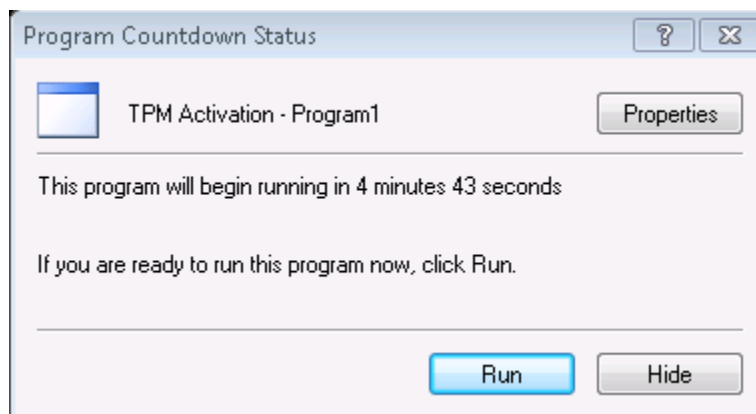 Program Countdown Status
TPM Activation - Program1
Properties
This program will begin running in 4 minutes 43 seconds
If you are ready to run this program now, click Run.
Run
Hide